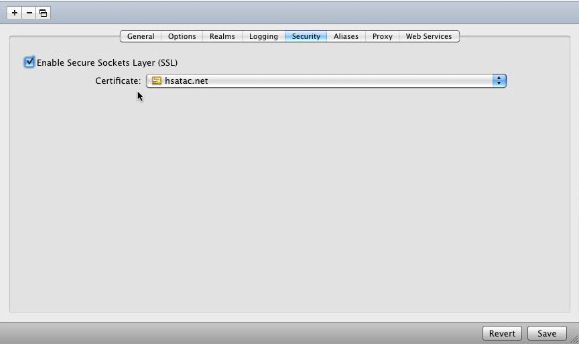 General Options Realms Logging Security Aliases Proxy Web Services
Enable Secure Sockets Layer (SSL)
Certificate: hsatac.net
Revert Save